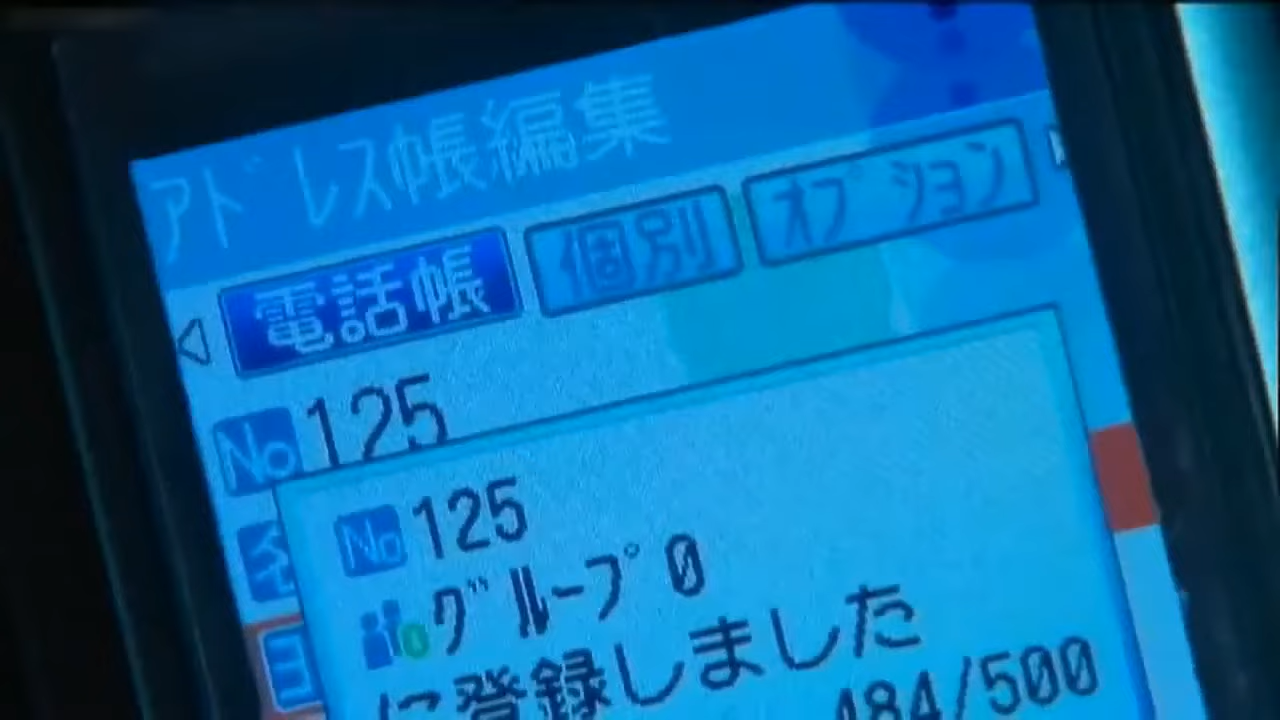 ｱﾄﾞﾚｽ帳編集
電話帳 個別 ｵﾌﾟｼｮﾝ
No 125
No 125
ｸﾞﾙｰﾌﾟ0
に登録しました
484/500